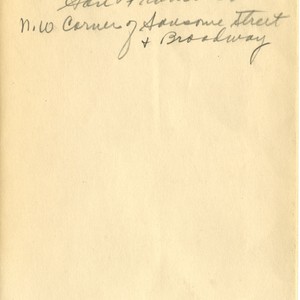 N.W Corner of Sansome Street
+ Broadway